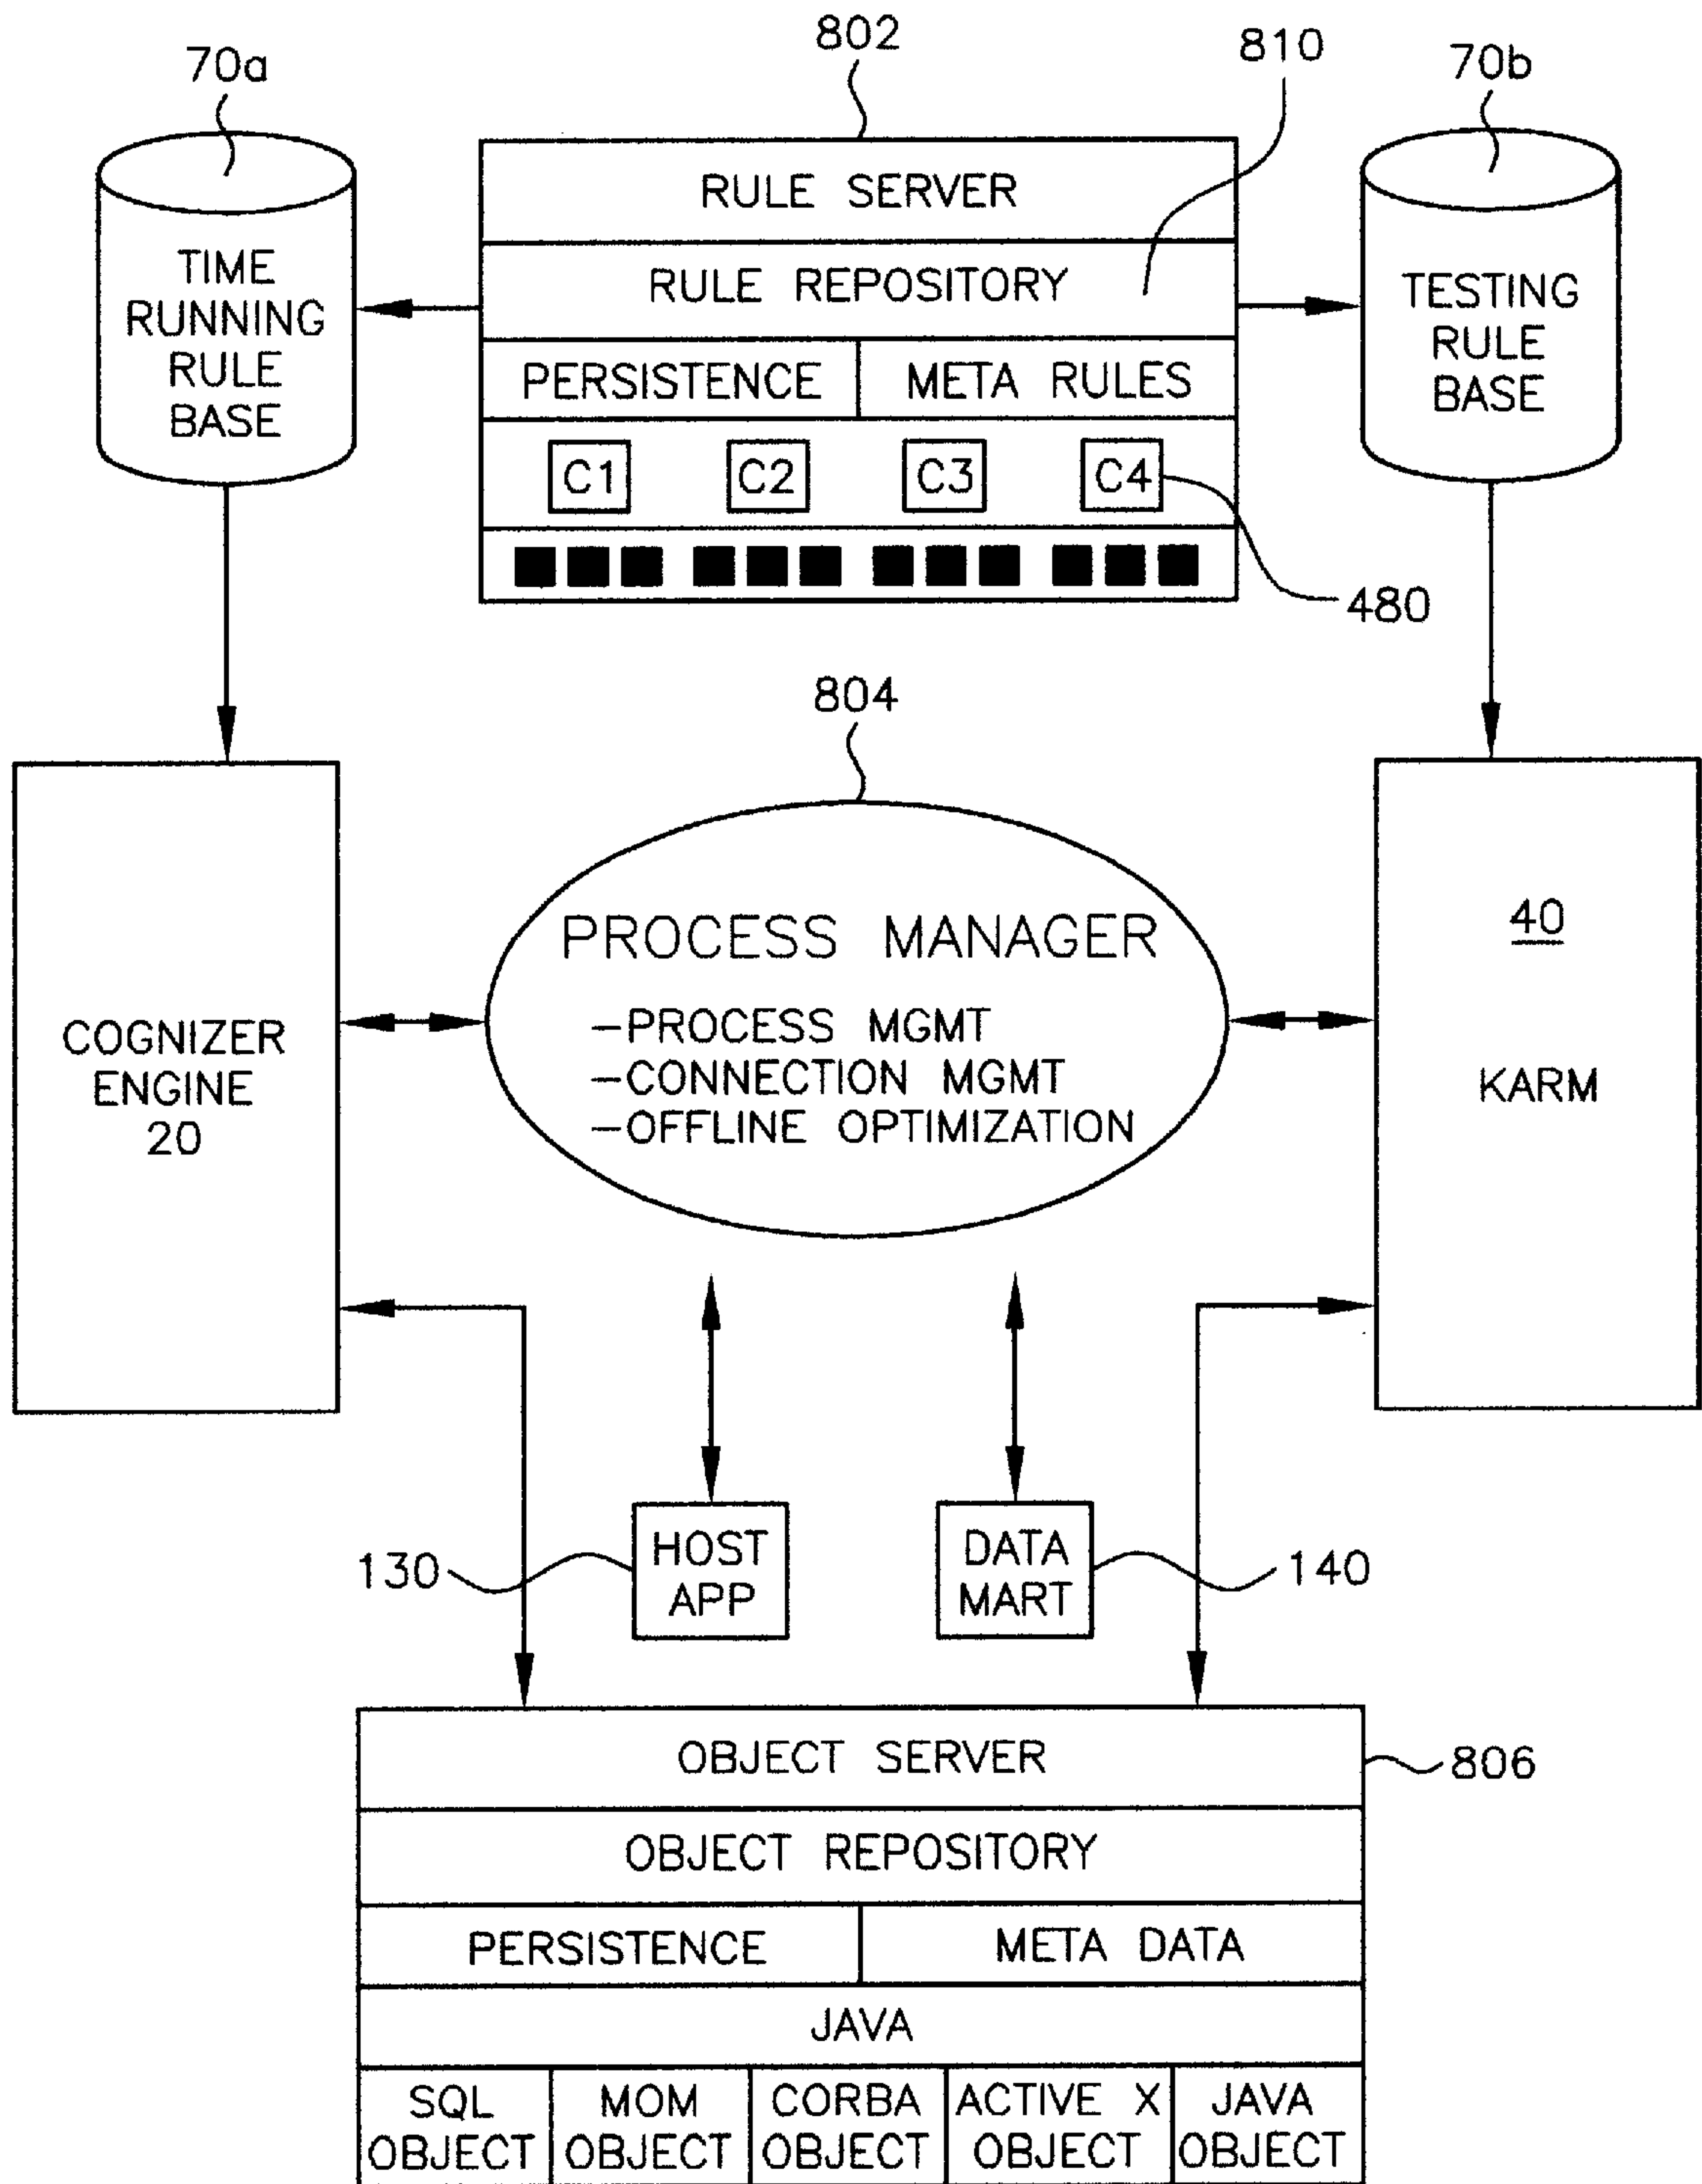 802
810
70a
70b
RULE SERVER
TIME
RUNNING
RULE
BASE
RULE REPOSITORY
TESTING
RULE
BASE
PERSISTENCE
META RULES
C1
C2
C3
C4
480
804
COGNIZER
ENGINE
20
PROCESS MANAGER
-PROCESS MGMT
-CONNECTION MGMT
-OFFLINE OPTIMIZATION
40
KARM
130
HOST
APP
DATA
MART
140
OBJECT SERVER
806
OBJECT REPOSITORY
PERSISTENCE
META DATA
JAVA
SQL
OBJECT
MOM
OBJECT
CORBA
OBJECT
ACTIVE X
OBJECT
JAVA
OBJECT